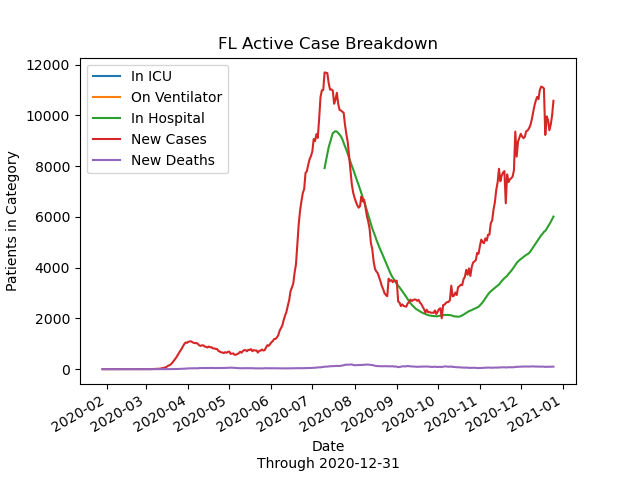 FL Active Case Breakdown
In ICU
On Ventilator
In Hospital
New Cases
New Deaths
Patients in Category
12000
10000
8000
6000
4000
2000
0
2020-02
2020-03
2020-04
2020-05
2020-06
2020-07
2020-08
2020-09
2020-10
2020-11
2020-12
2021-01
Date
Through 2020-12-31